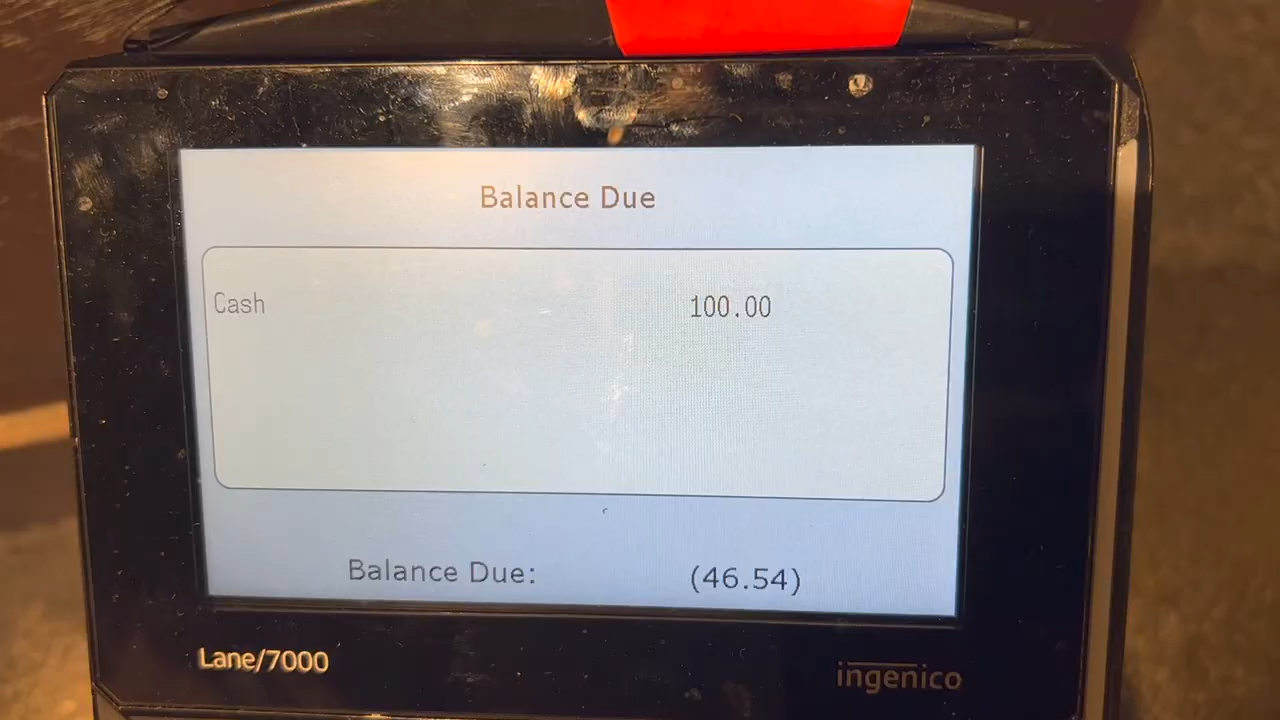 Balance Due
Cash 100.00
Balance Due: (46.54)
Lane/7000
ingenico